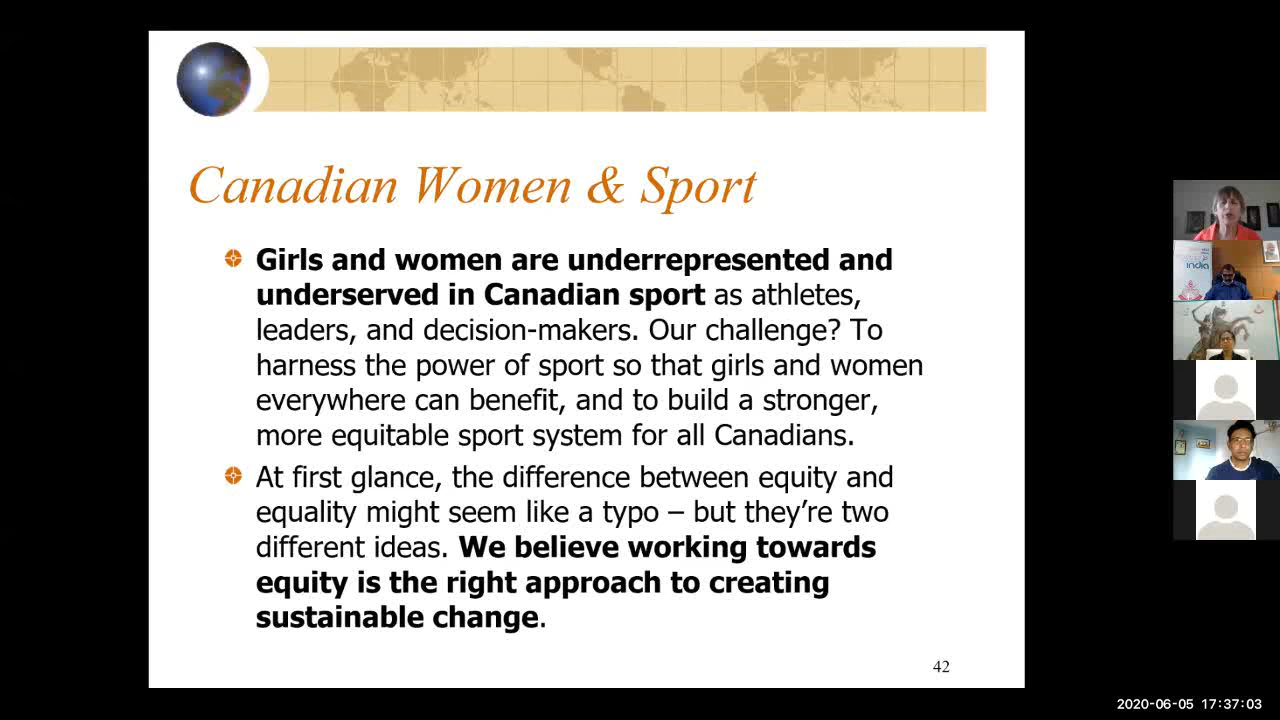 Canadian Women & Sport
Girls and women are underrepresented and
underserved in Canadian sport as athletes,
leaders, and decision-makers. Our challenge? To
harness the power of sport so that girls and women
everywhere can benefit, and to build a stronger,
more equitable sport system for all Canadians.
At first glance, the difference between equity and
equality might seem like a typo – but they’re two
different ideas. We believe working towards
equity is the right approach to creating
sustainable change.
42
india
2020-06-05 17:37:03